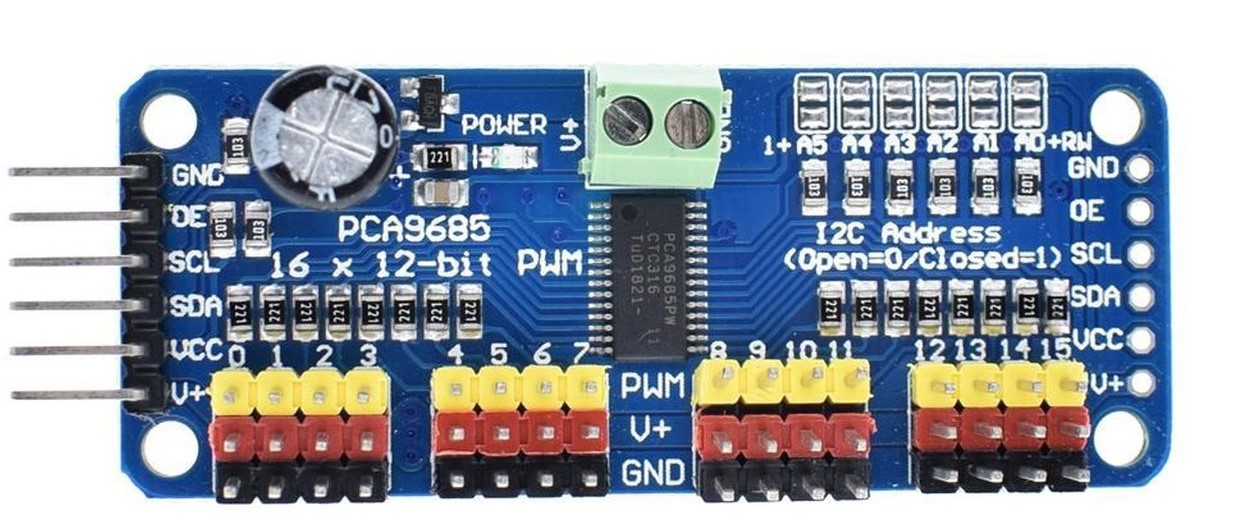 POWER
V+
1+A5 A4 A3 A2 A1 A0+RW
103
221
103
103
103
103
103
103
103
103
PCA9685
16 x 12-bit PWM
I2C Address
(Open=0/Closed=1)
PCA9685PW
CTC316
TuD1821
GND
OE
SCL
SDA
VCC
V+
GND
OE
SCL
SDA
VCC
V+
221 221 221 221 221 221 221 221
221 221 221 221 221 221 221 221
0 1 2 3 4 5 6 7 8 9 10 11 12 13 14 15
PWM
V+
GND